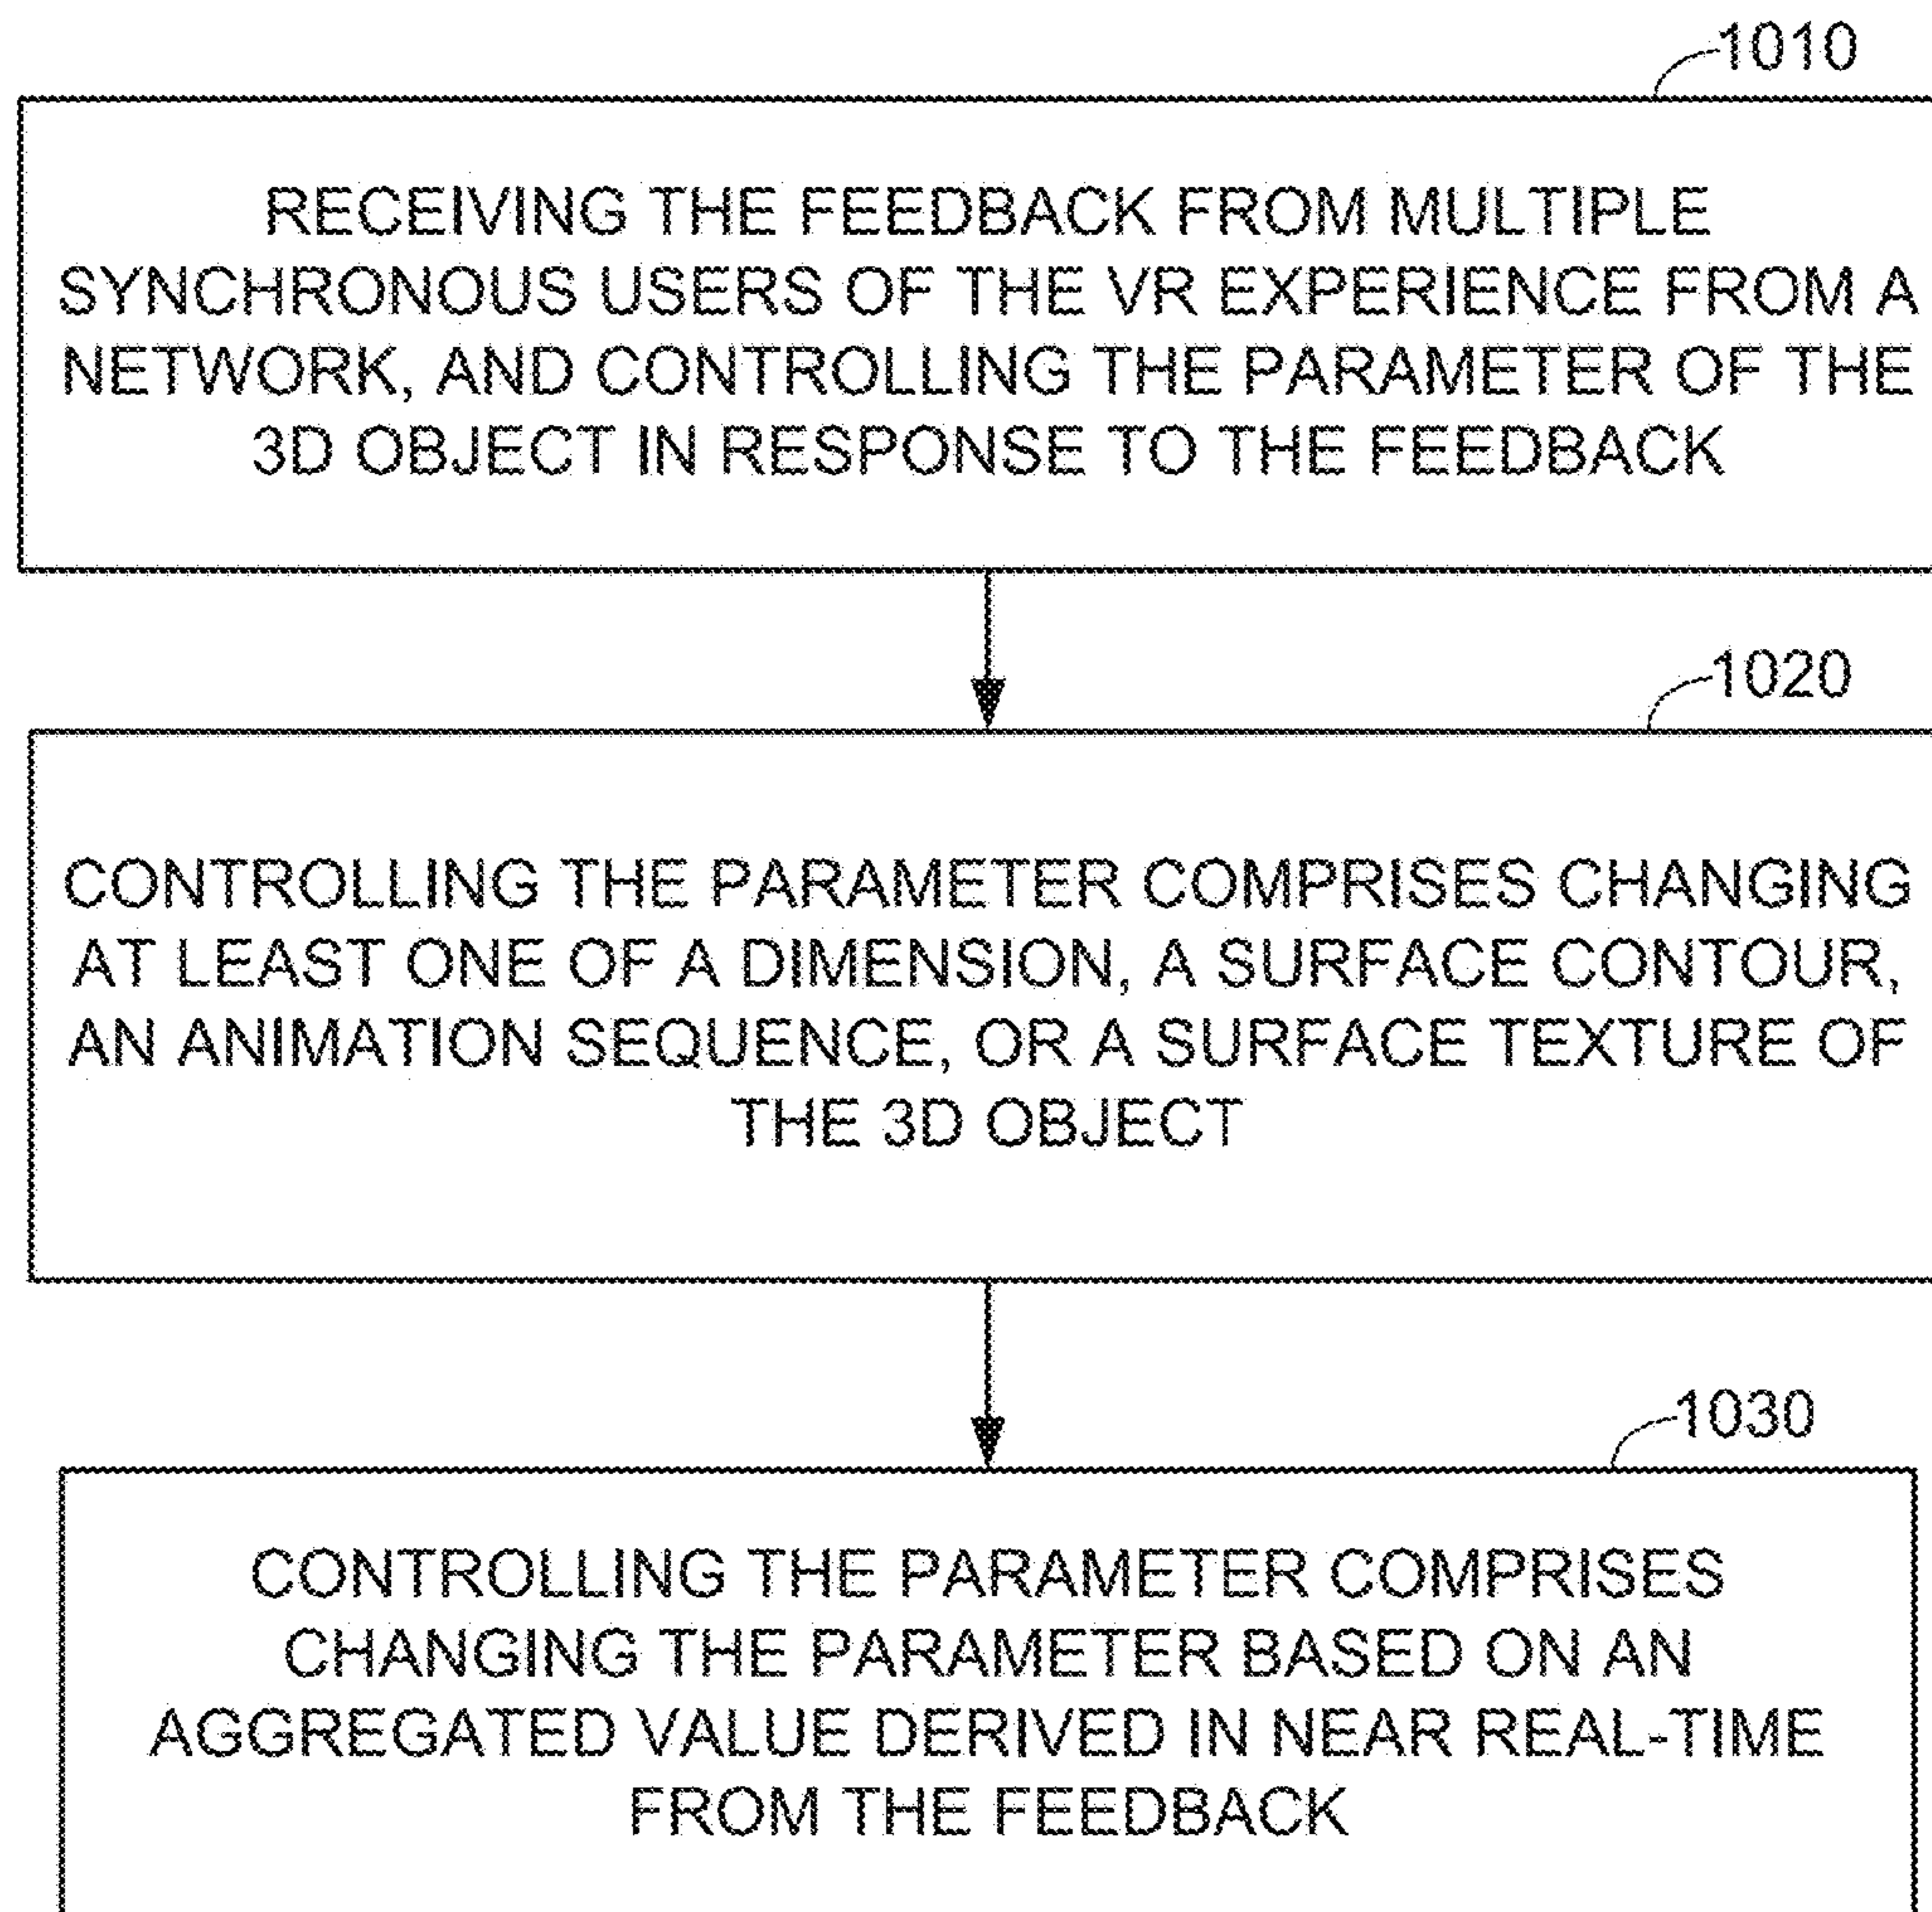 1010
RECEIVING THE FEEDBACK FROM MULTIPLE
SYNCHRONOUS USERS OF THE VR EXPERIENCE FROM A
NETWORK, AND CONTROLLING THE PARAMETER OF THE
3D OBJECT IN RESPONSE TO THE FEEDBACK
1020
CONTROLLING THE PARAMETER COMPRISES CHANGING
AT LEAST ONE OF A DIMENSION, A SURFACE CONTOUR,
AN ANIMATION SEQUENCE, OR A SURFACE TEXTURE OF
THE 3D OBJECT
1030
CONTROLLING THE PARAMETER COMPRISES
CHANGING THE PARAMETER BASED ON AN
AGGREGATED VALUE DERIVED IN NEAR REAL-TIME
FROM THE FEEDBACK